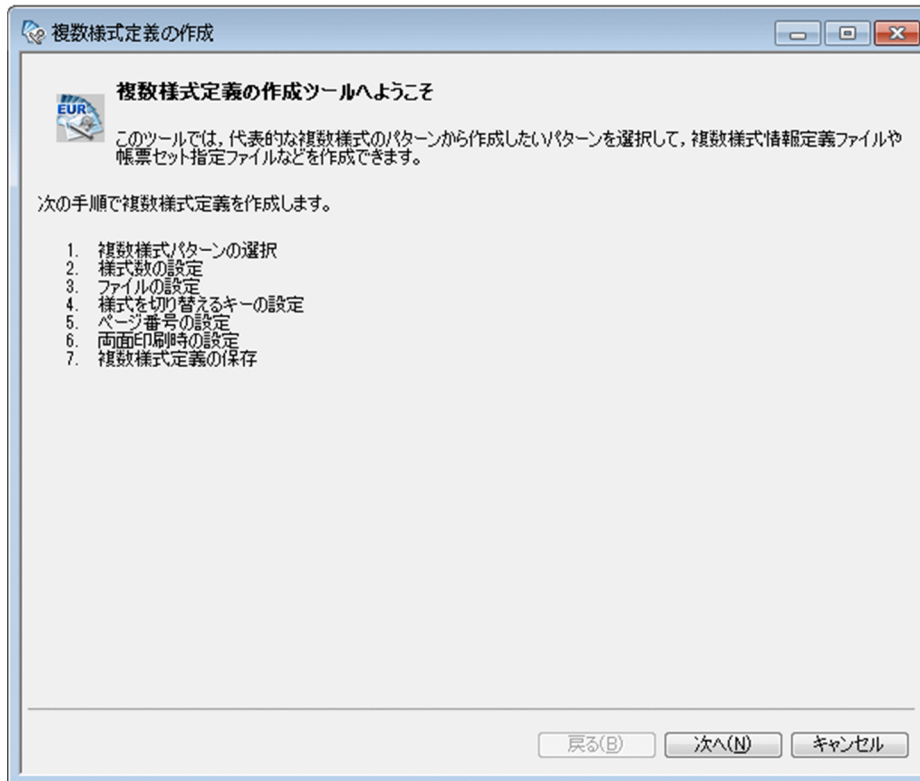 複数様式定義の作成
複数様式定義の作成ツールへようこそ
EUR
このツールでは，代表的な複数様式のパターンから作成したいパターンを選択して，複数様式情報定義ファイルや
帳票セット指定ファイルなどを作成できます。
次の手順で複数様式定義を作成します。
1. 複数様式パターンの選択
2. 様式数の設定
3. ファイルの設定
4. 様式を切り替えるキーの設定
5. ページ番号の設定
6. 両面印刷時の設定
7. 複数様式定義の保存
戻る(B) 次へ(N) キャンセル